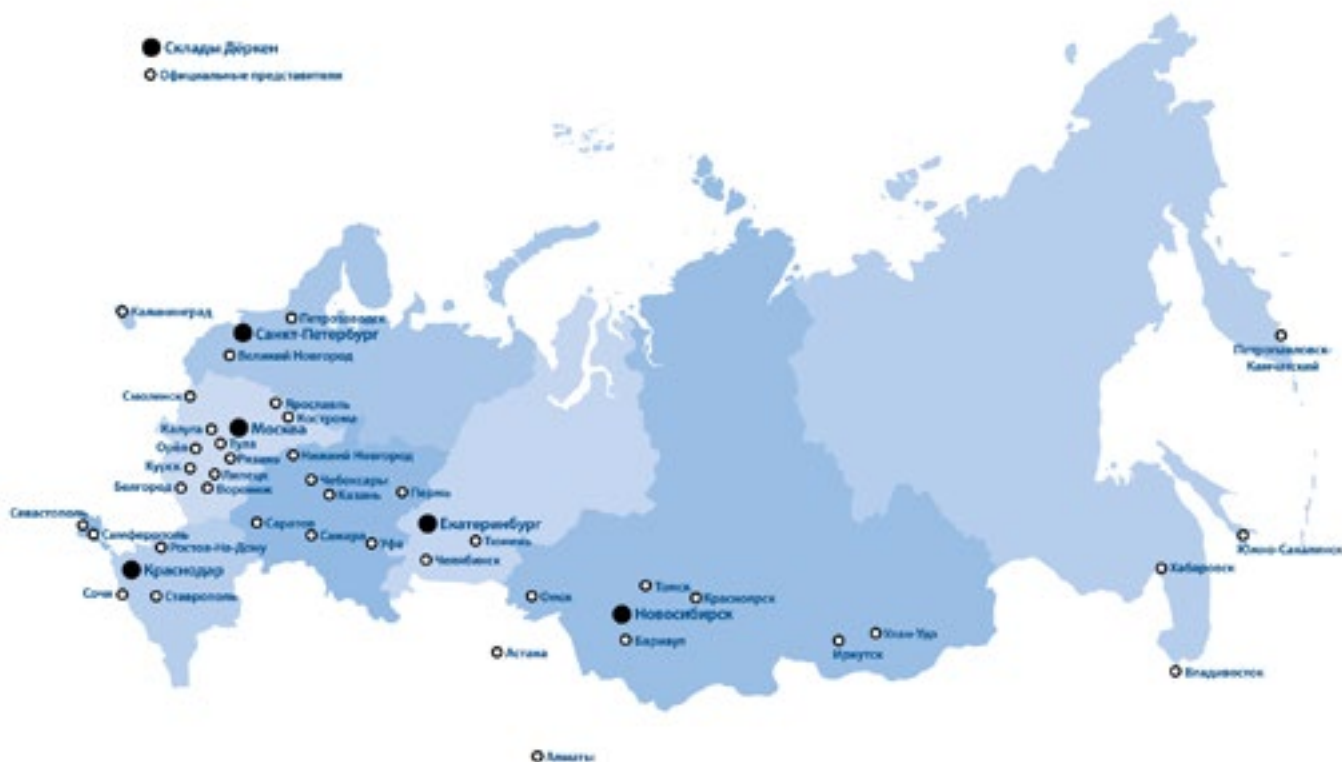 Склады Дёркен
Официальные представители
Калининград
Петрозаводск
Санкт-Петербург
Великий Новгород
Смоленск
Ярославль
Кострома
Калуга
Москва
Орёл
Тула
Рязань
Нижний Новгород
Курск
Липецк
Чебоксары
Белгород
Воронеж
Казань
Пермь
Севастополь
Симферополь
Саратов
Самара
Уфа
Екатеринбург
Тюмень
Челябинск
Ростов-На-Дону
Краснодар
Сочи
Ставрополь
Омск
Томск
Красноярск
Новосибирск
Барнаул
Астана
Алматы
Иркутск
Улан-Удэ
Петропавловск-
Камчатский
Южно-Сахалинск
Хабаровск
Владивосток